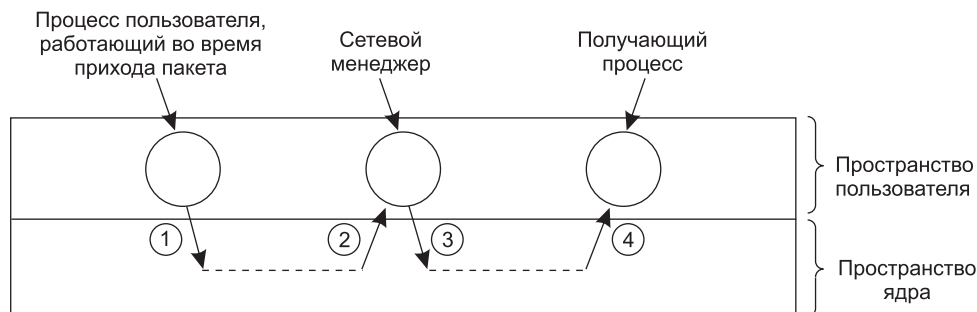 Процесс пользователя,
работающий во время
прихода пакета
Сетевой
менеджер
Получающий
процесс
Пространство
пользователя
1
2
3
4
Пространство
ядра